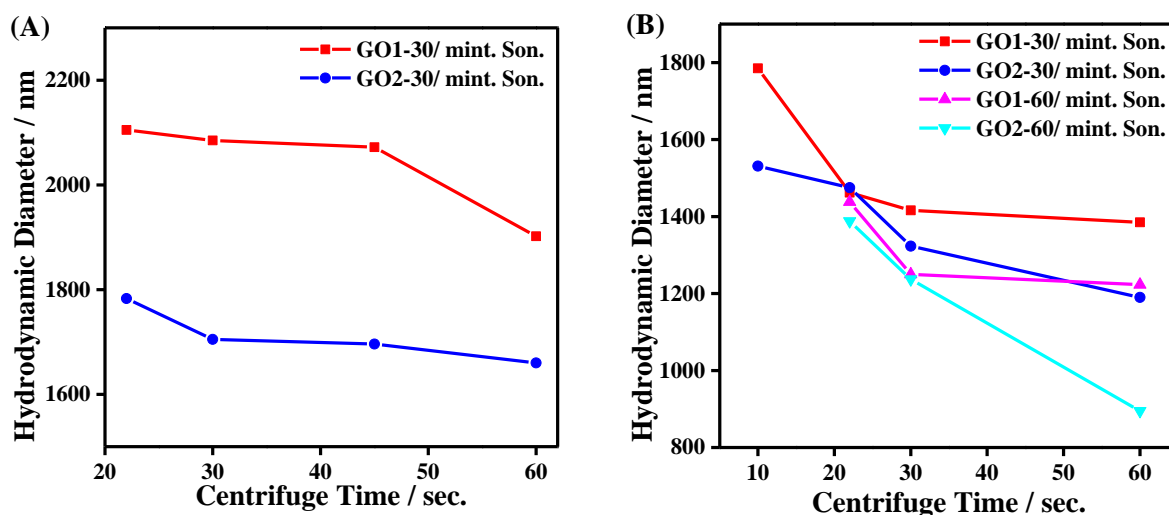 (A)
GO1-30/ mint. Son.
GO2-30/ mint. Son.
Hydrodynamic Diameter / nm
2200
2000
1800
1600
20 30 40 50 60
Centrifuge Time / sec.
(B)
GO1-30/ mint. Son.
GO2-30/ mint. Son.
GO1-60/ mint. Son.
GO2-60/ mint. Son.
Hydrodynamic Diameter / nm
1800
1600
1400
1200
1000
800
10 20 30 40 50 60
Centrifuge Time / sec.